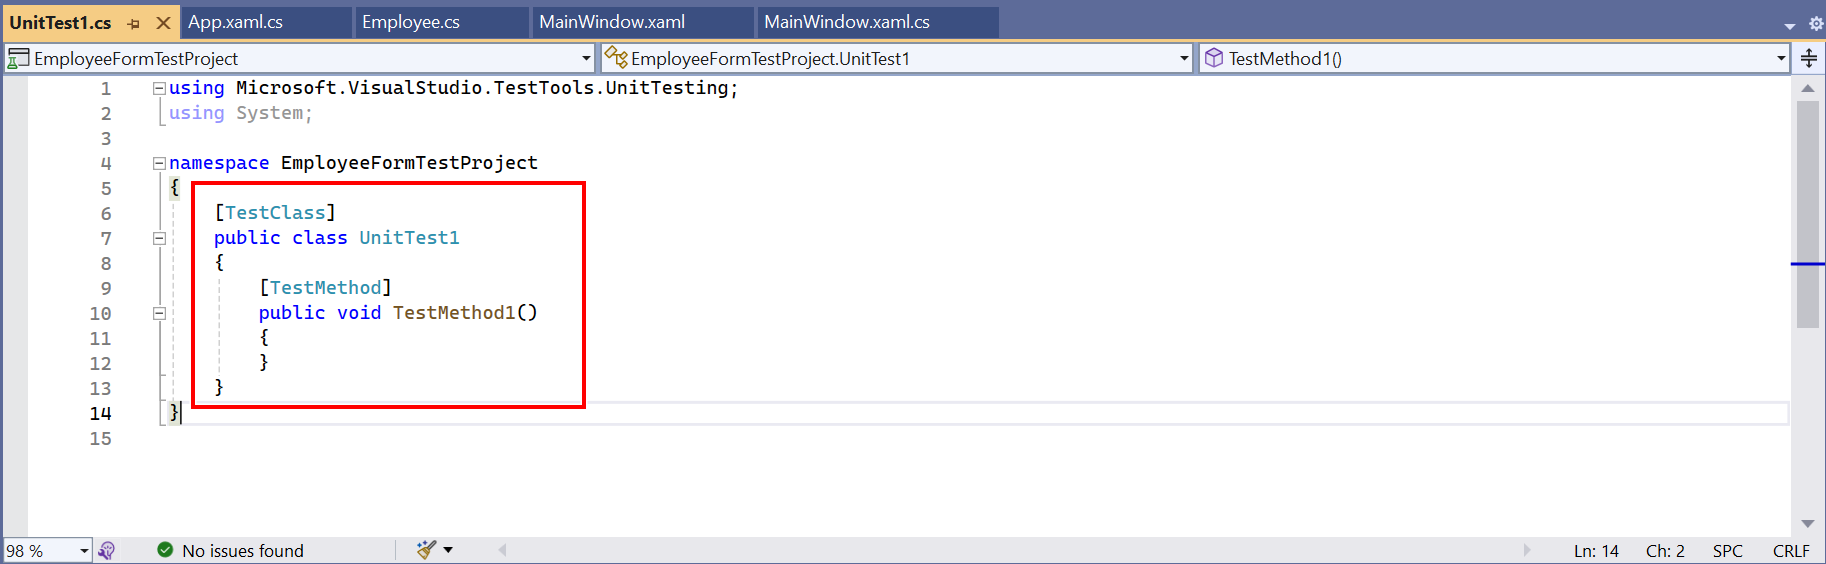 UnitTest1.cs App.xaml.cs Employee.cs MainWindow.xaml MainWindow.xaml.cs
EmployeeFormTestProject EmployeeFormTestProject.UnitTest1 TestMethod1()
1 using Microsoft.VisualStudio.TestTools.UnitTesting;
2 using System;
3
4 namespace EmployeeFormTestProject
5 {
6 [TestClass]
7 public class UnitTest1
8 {
9 [TestMethod]
10 public void TestMethod1()
11 {
12 }
13 }
14 }
15
98 % No issues found Ln: 14 Ch: 2 SPC CRLF